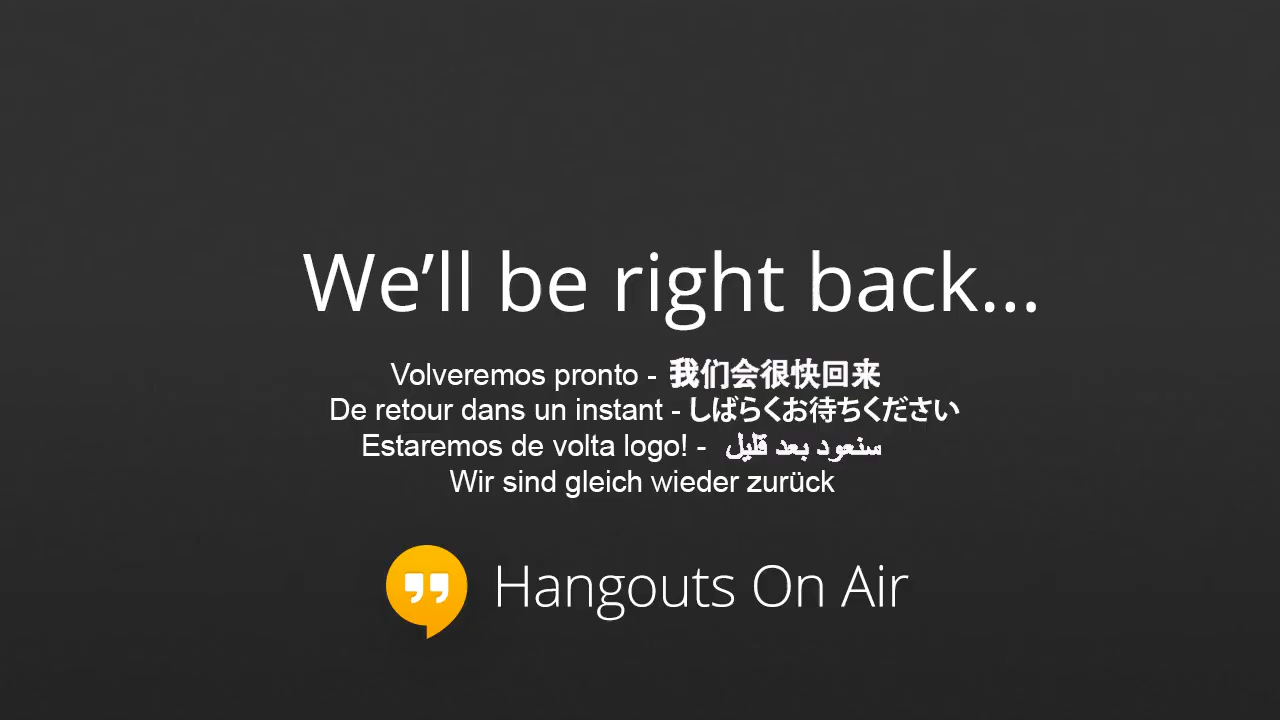 We'll be right back...
Volveremos pronto - 我们会很快回来
De retour dans un instant - しばらくお待ちください
Estaremos de volta logo! - سنعود بعد قليل
Wir sind gleich wieder zurück
Hangouts On Air